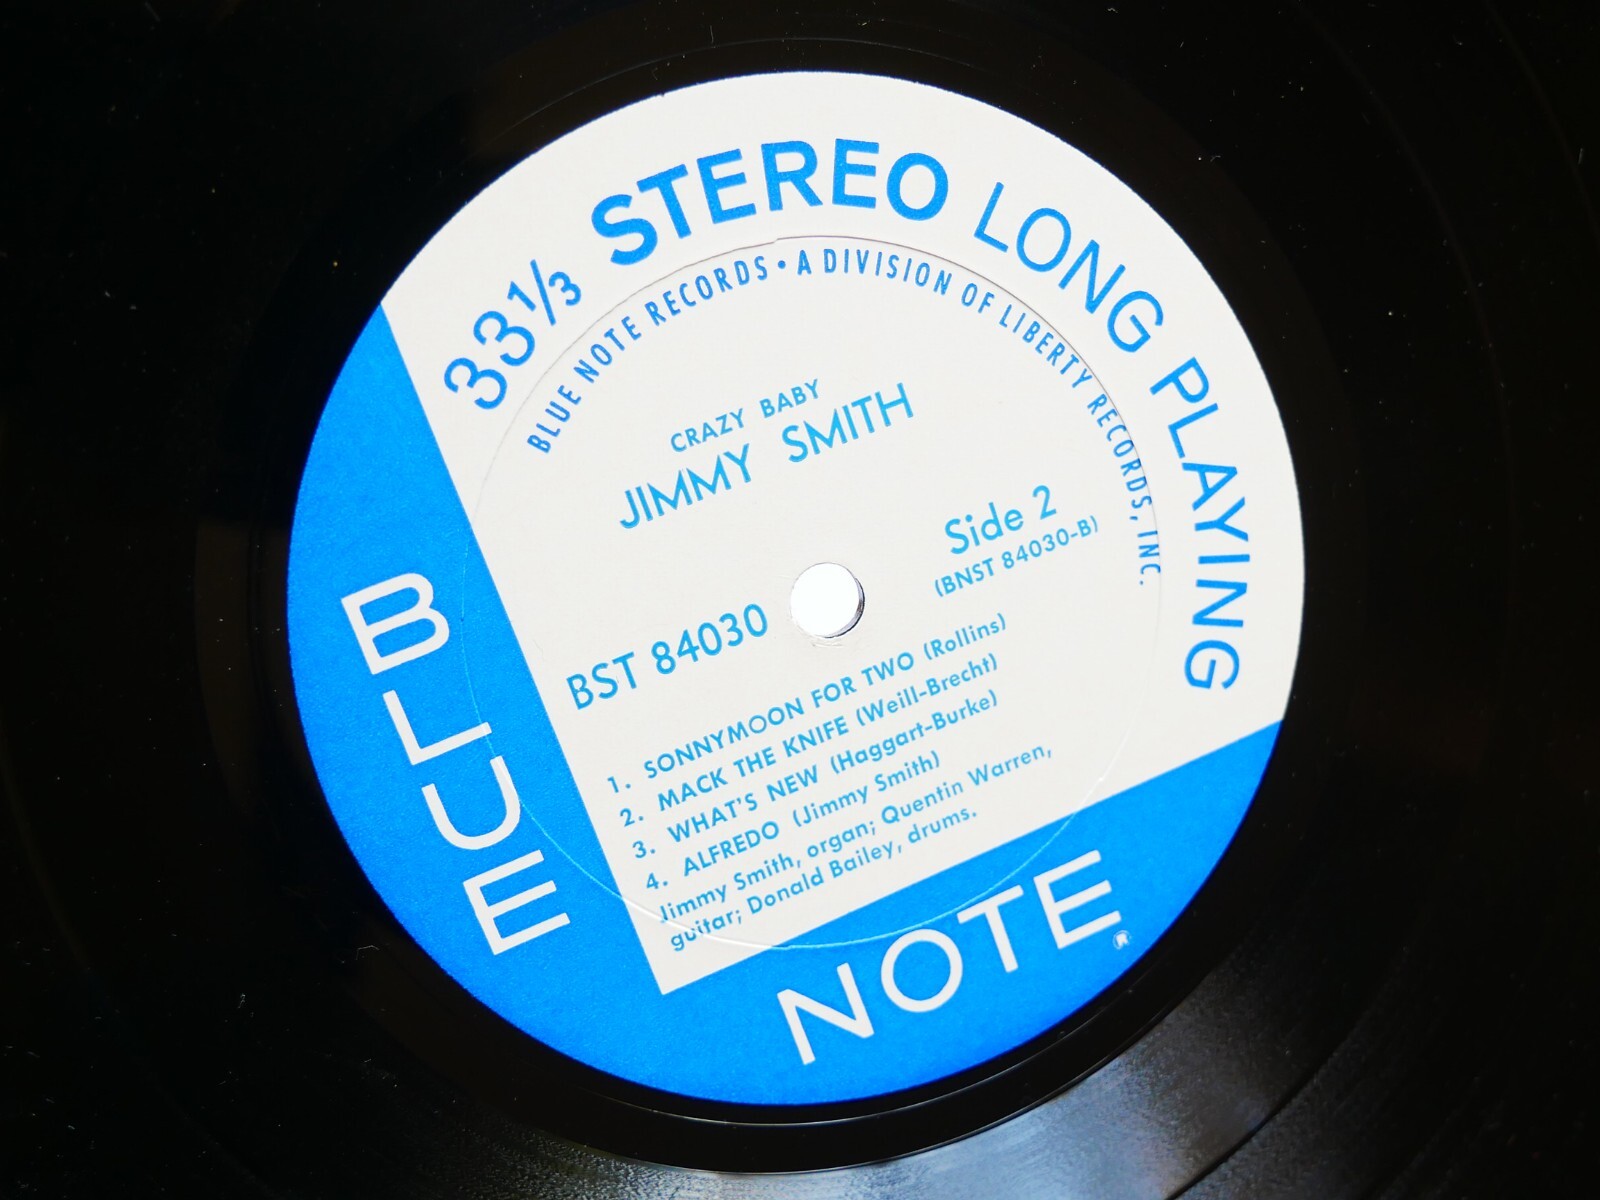 33⅓ STEREO LONG PLAYING
BLUE NOTE RECORDS • A DIVISION OF LIBERTY RECORDS, INC.
CRAZY BABY
JIMMY SMITH
Side 2
(BNST 84030-B)
BST 84030
1. SONNYMOON FOR TWO (Rollins)
2. MACK THE KNIFE (Weill-Brecht)
3. WHAT'S NEW (Haggart-Burke)
4. ALFREDO (Jimmy Smith)
Jimmy Smith, organ; Quentin Warren,
guitar; Donald Bailey, drums.
BLUE
NOTE®